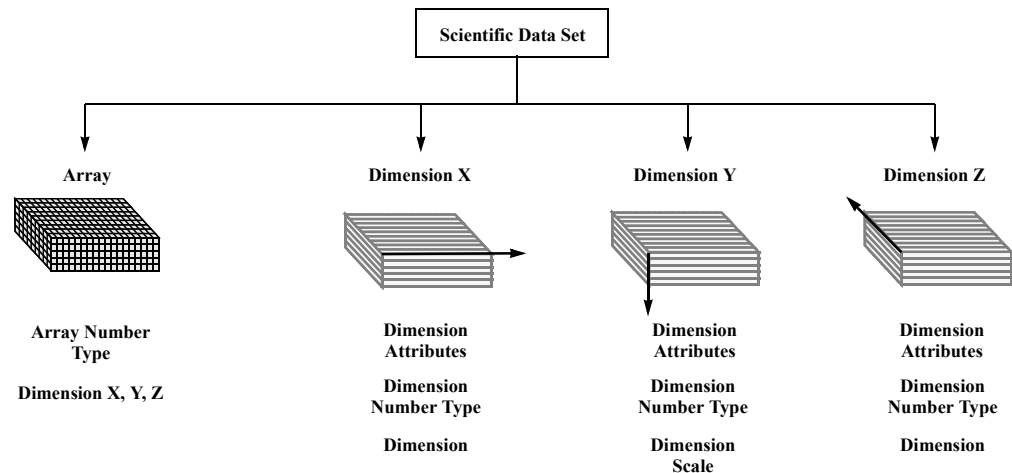 Scientific Data Set
Array
Dimension X
Dimension Y
Dimension Z
Array Number
Type
Dimension X, Y, Z
Dimension
Attributes
Dimension
Number Type
Dimension
Dimension
Attributes
Dimension
Number Type
Dimension
Scale
Dimension
Attributes
Dimension
Number Type
Dimension